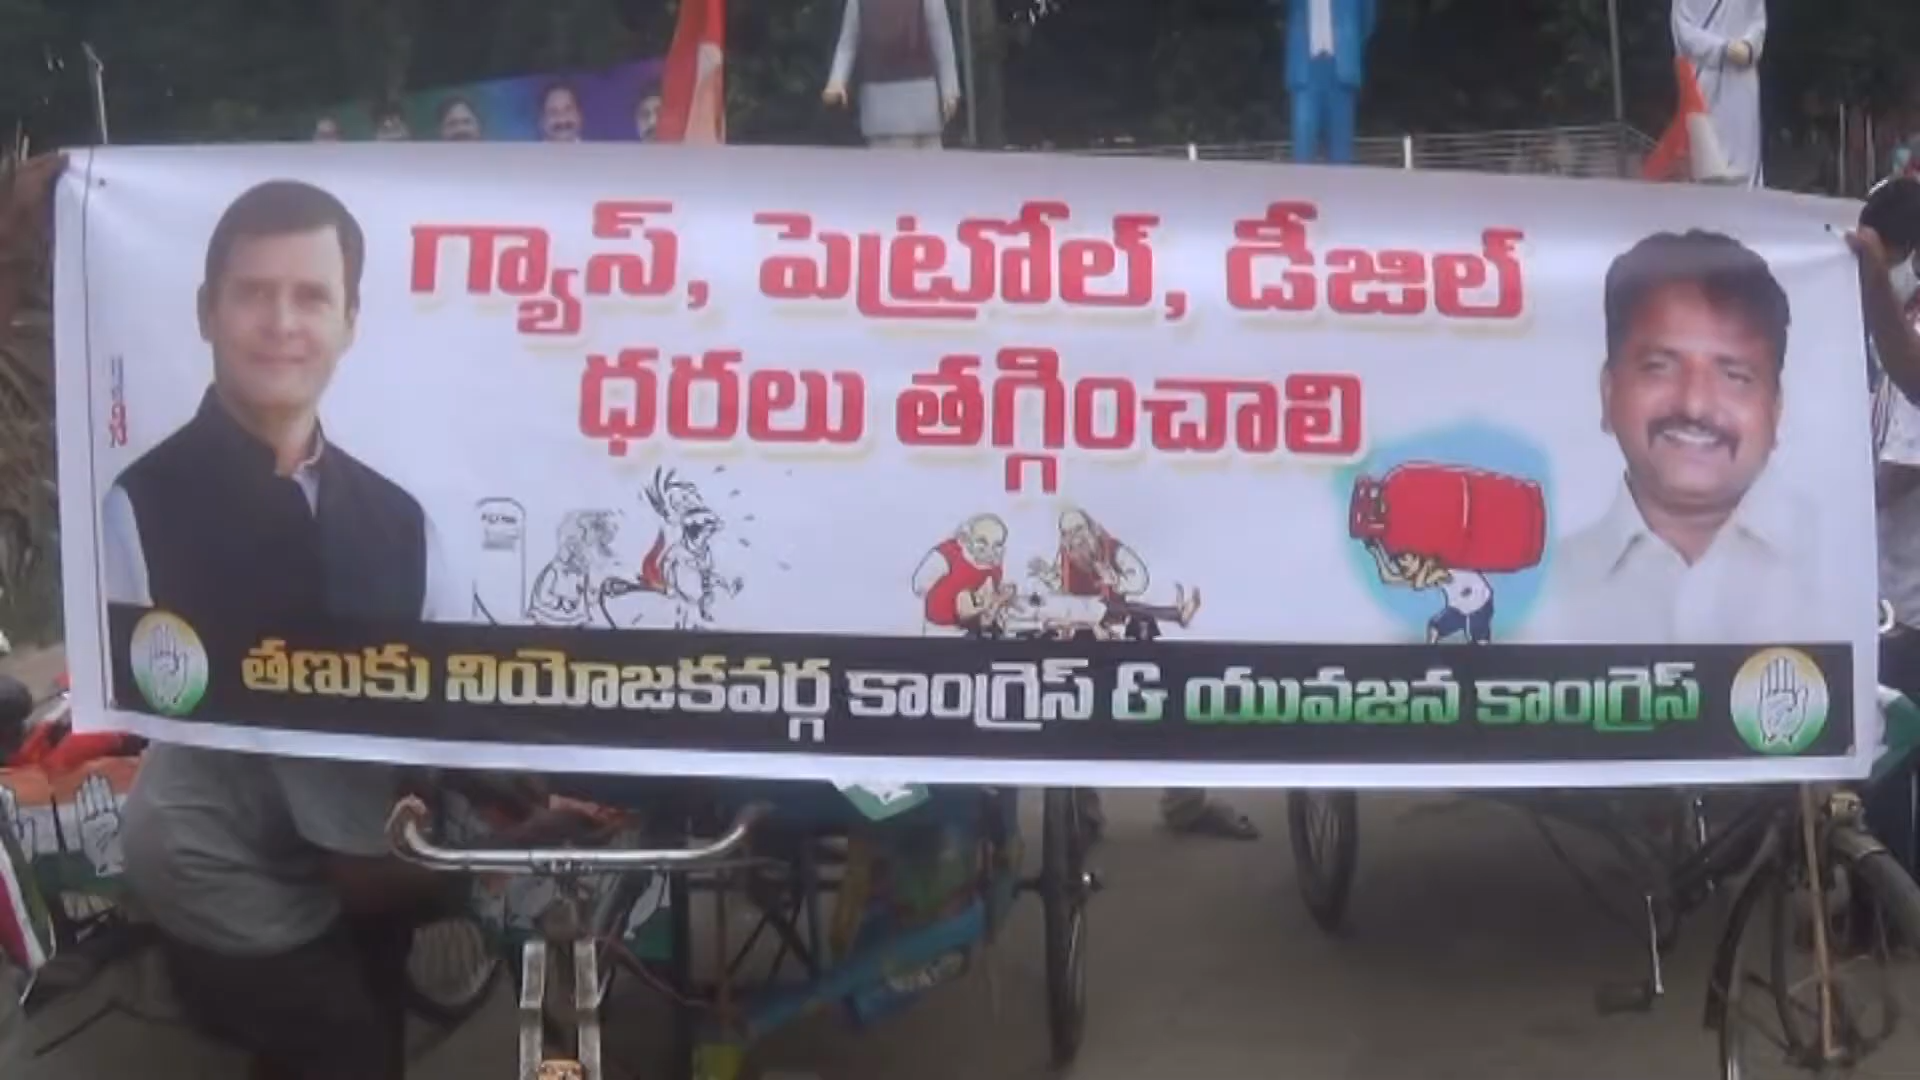 గ్యాస్, పెట్రోల్, డీజిల్
ధరలు తగ్గించాలి
తణుకు నియోజకవర్గ కాంగ్రెస్ & యువజన కాంగ్రెస్